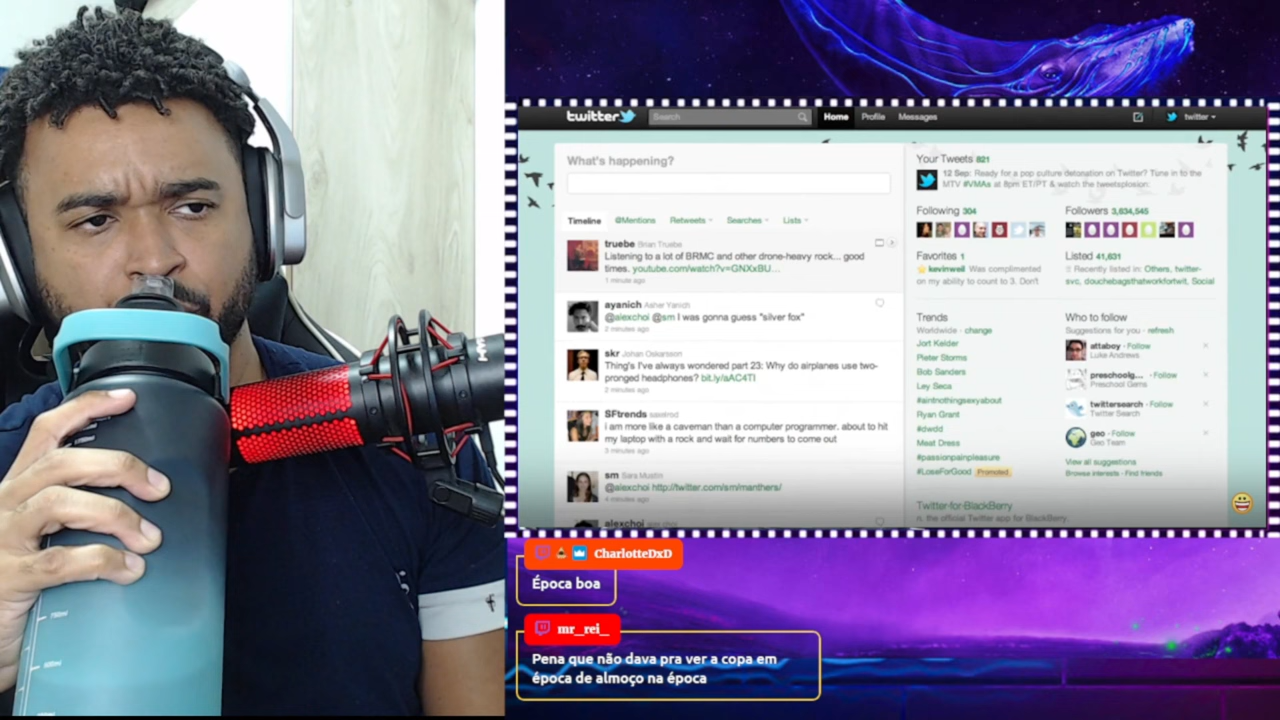 twitter
Search
Home
Profile
Messages
twitter
What's happening?
Timeline
@Mentions
Retweets
Searches
Lists
truebe Brian Truebe
Listening to a lot of BRMC and other drone-heavy rock... good
times. youtube.com/watch?v=GNXxBU...
1 minute ago
ayanich Asher Yanich
@alexchoi @sm I was gonna guess "silver fox"
2 minutes ago
skr Johan Oskarsson
Thing's I've always wondered part 23: Why do airplanes use two-
pronged headphones? bit.ly/aAC4TI
2 minutes ago
SFtrends
i am more like a caveman than a computer programmer. about to hit
my laptop with a rock and wait for numbers to come out
3 minutes ago
sm Sara Mustin
@alexchoi http://twitter.com/sm/manthers/
4 minutes ago
alexchoi alex choi
Your Tweets 821
12 Sep: Ready for a pop culture detonation on Twitter? Tune in to the
MTV #VMAs at 8pm ET/PT & watch the tweetsplosion:
Following 304
Followers 3,634,545
Favorites 1
kevinweil Was complimented
on my ability to count to 3. Don't
Listed 41,631
Recently listed in: Others, twitter-
svc, douchebagsthatworkfortwit, Social
Trends
Worldwide · change
Jort Kelder
Pieter Storms
Bob Sanders
Ley Seca
#aintnothingsexyabout
Ryan Grant
#dwdd
Meat Dress
#passionpainpleasure
#LoseForGood Promoted
Who to follow
Suggestions for you · refresh
attaboy · Follow
Luke Andrews
preschoolg... · Follow
Preschool Gems
twittersearch · Follow
Twitter Search
geo · Follow
Geo Team
View all suggestions
Browse interests · Find friends
Twitter for BlackBerry
n. the official Twitter app for BlackBerry.
CharlotteDxD
Época boa
mr_rei_
Pena que não dava pra ver a copa em
época de almoço na época